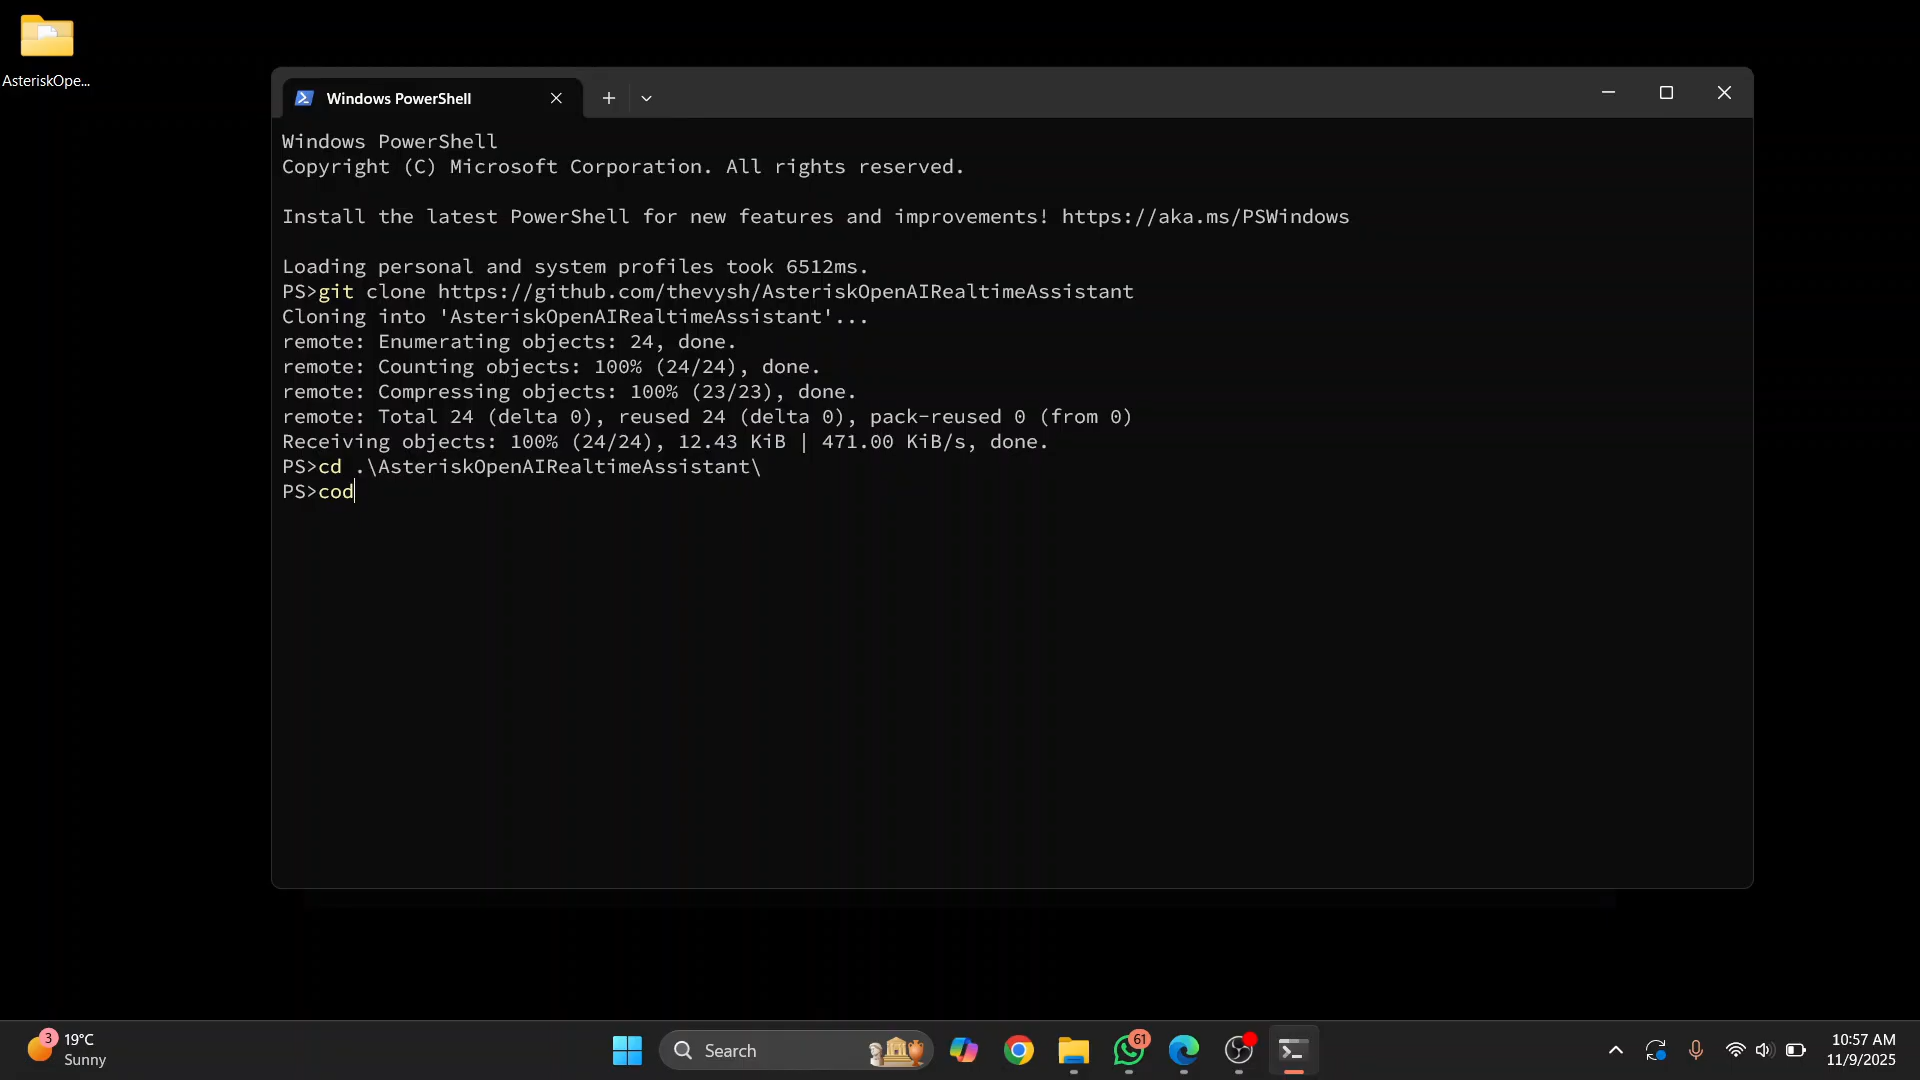 AsteriskOpe...
Windows PowerShell
Windows PowerShell
Copyright (C) Microsoft Corporation. All rights reserved.
Install the latest PowerShell for new features and improvements! https://aka.ms/PSWindows
Loading personal and system profiles took 6512ms.
PS>git clone https://github.com/thevysh/AsteriskOpenAIRealtimeAssistant
Cloning into 'AsteriskOpenAIRealtimeAssistant'...
remote: Enumerating objects: 24, done.
remote: Counting objects: 100% (24/24), done.
remote: Compressing objects: 100% (23/23), done.
remote: Total 24 (delta 0), reused 24 (delta 0), pack-reused 0 (from 0)
Receiving objects: 100% (24/24), 12.43 KiB | 471.00 KiB/s, done.
PS>cd .\AsteriskOpenAIRealtimeAssistant\
PS>cod
3
19°C
Sunny
Search
61
10:57 AM
11/9/2025